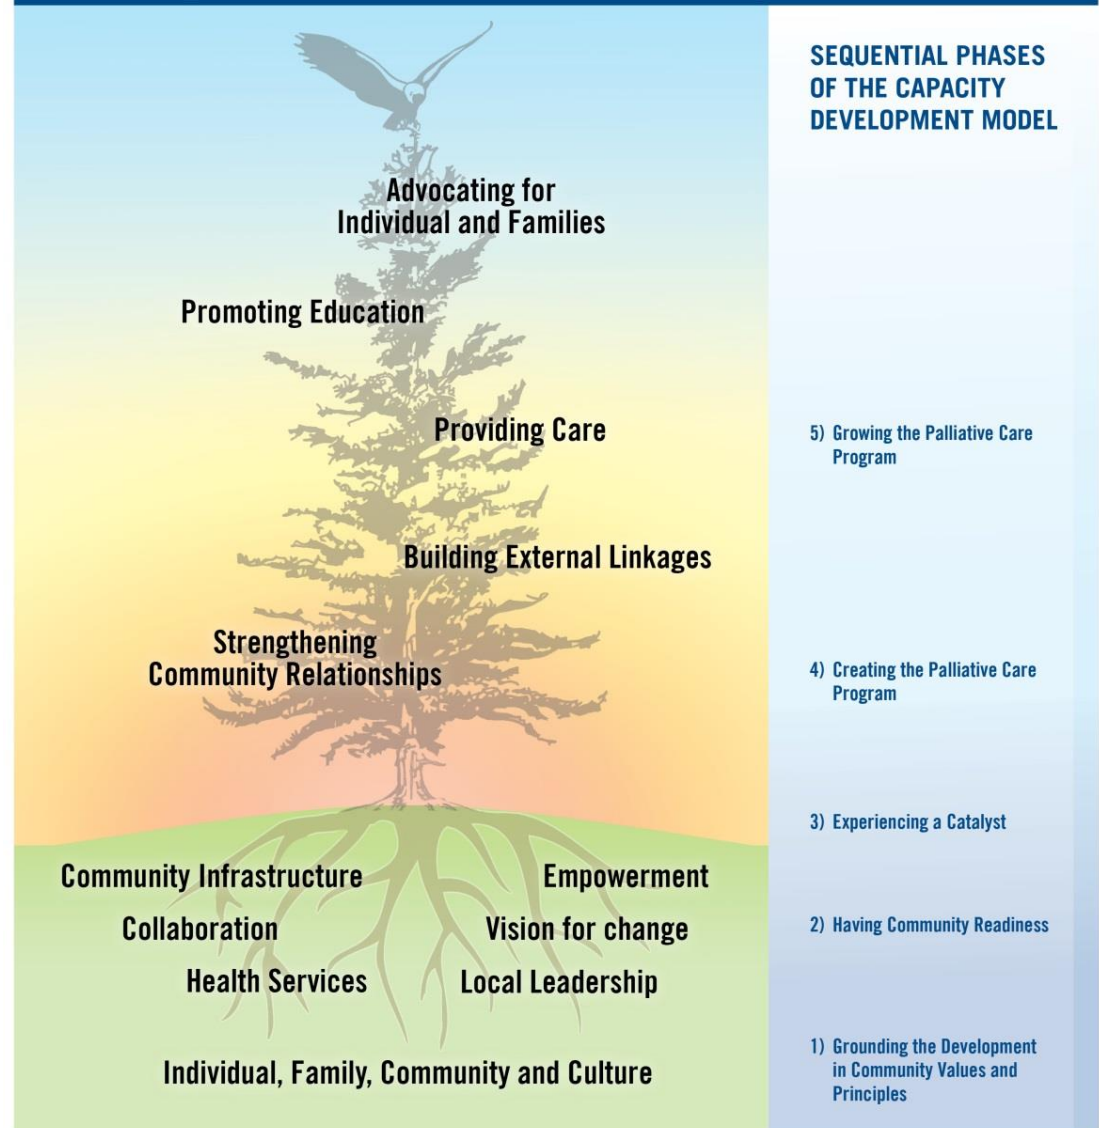 SEQUENTIAL PHASES
OF THE CAPACITY
DEVELOPMENT MODEL
Advocating for
Individual and Families
Promoting Education
Providing Care
Building External Linkages
Strengthening
Community Relationships
Community Infrastructure
Empowerment
Collaboration
Vision for change
Health Services
Local Leadership
Individual, Family, Community and Culture
5) Growing the Palliative Care
Program
4) Creating the Palliative Care
Program
3) Experiencing a Catalyst
2) Having Community Readiness
1) Grounding the Development
in Community Values and
Principles